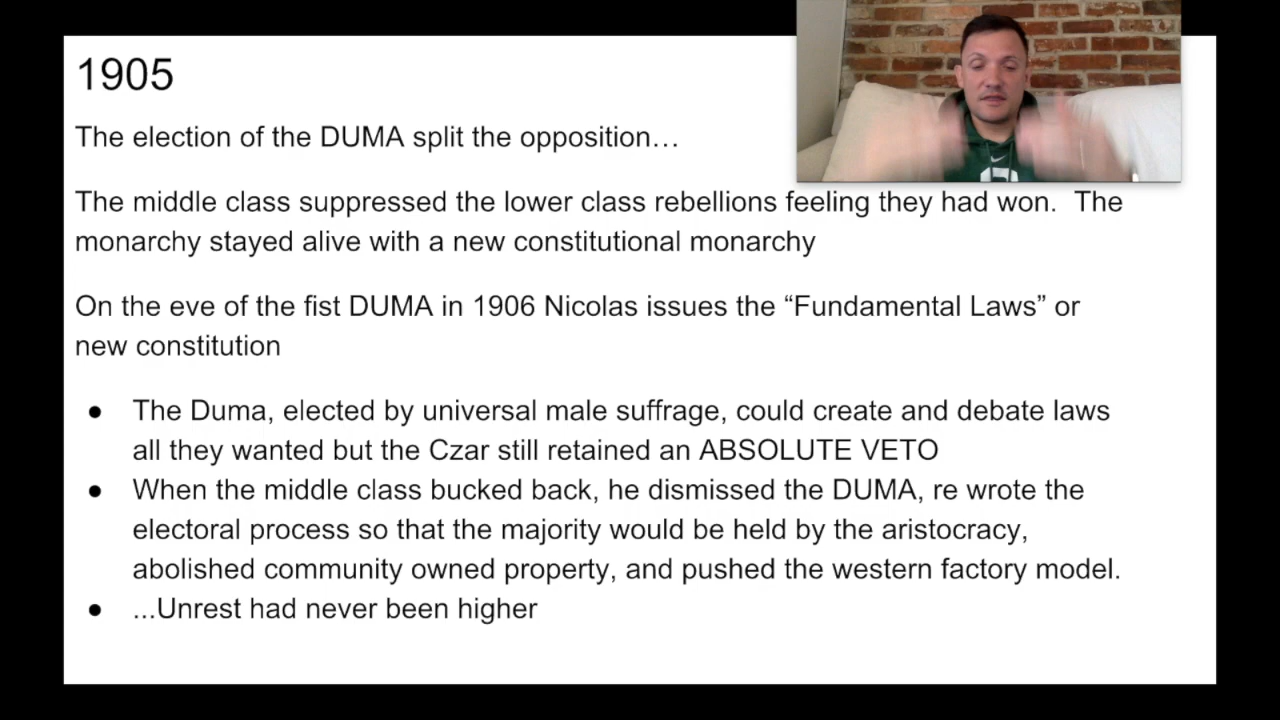 1905
The election of the DUMA split the opposition…
The middle class suppressed the lower class rebellions feeling they had won.  The
monarchy stayed alive with a new constitutional monarchy
On the eve of the fist DUMA in 1906 Nicolas issues the “Fundamental Laws” or
new constitution
● The Duma, elected by universal male suffrage, could create and debate laws
all they wanted but the Czar still retained an ABSOLUTE VETO
● When the middle class bucked back, he dismissed the DUMA, re wrote the
electoral process so that the majority would be held by the aristocracy,
abolished community owned property, and pushed the western factory model.
● ...Unrest had never been higher